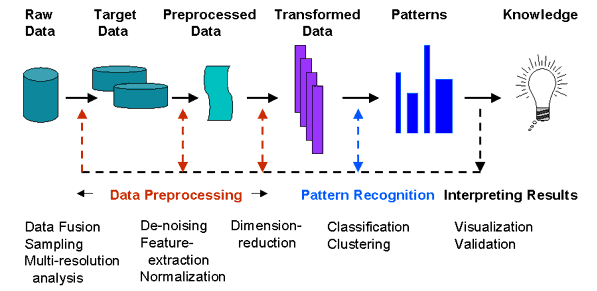 Raw Data
Target Data
Preprocessed Data
Transformed Data
Patterns
Knowledge
Data Preprocessing
Pattern Recognition
Interpreting Results
Data Fusion
Sampling
Multi-resolution
analysis
De-noising
Feature-
extraction
Normalization
Dimension-
reduction
Classification
Clustering
Visualization
Validation